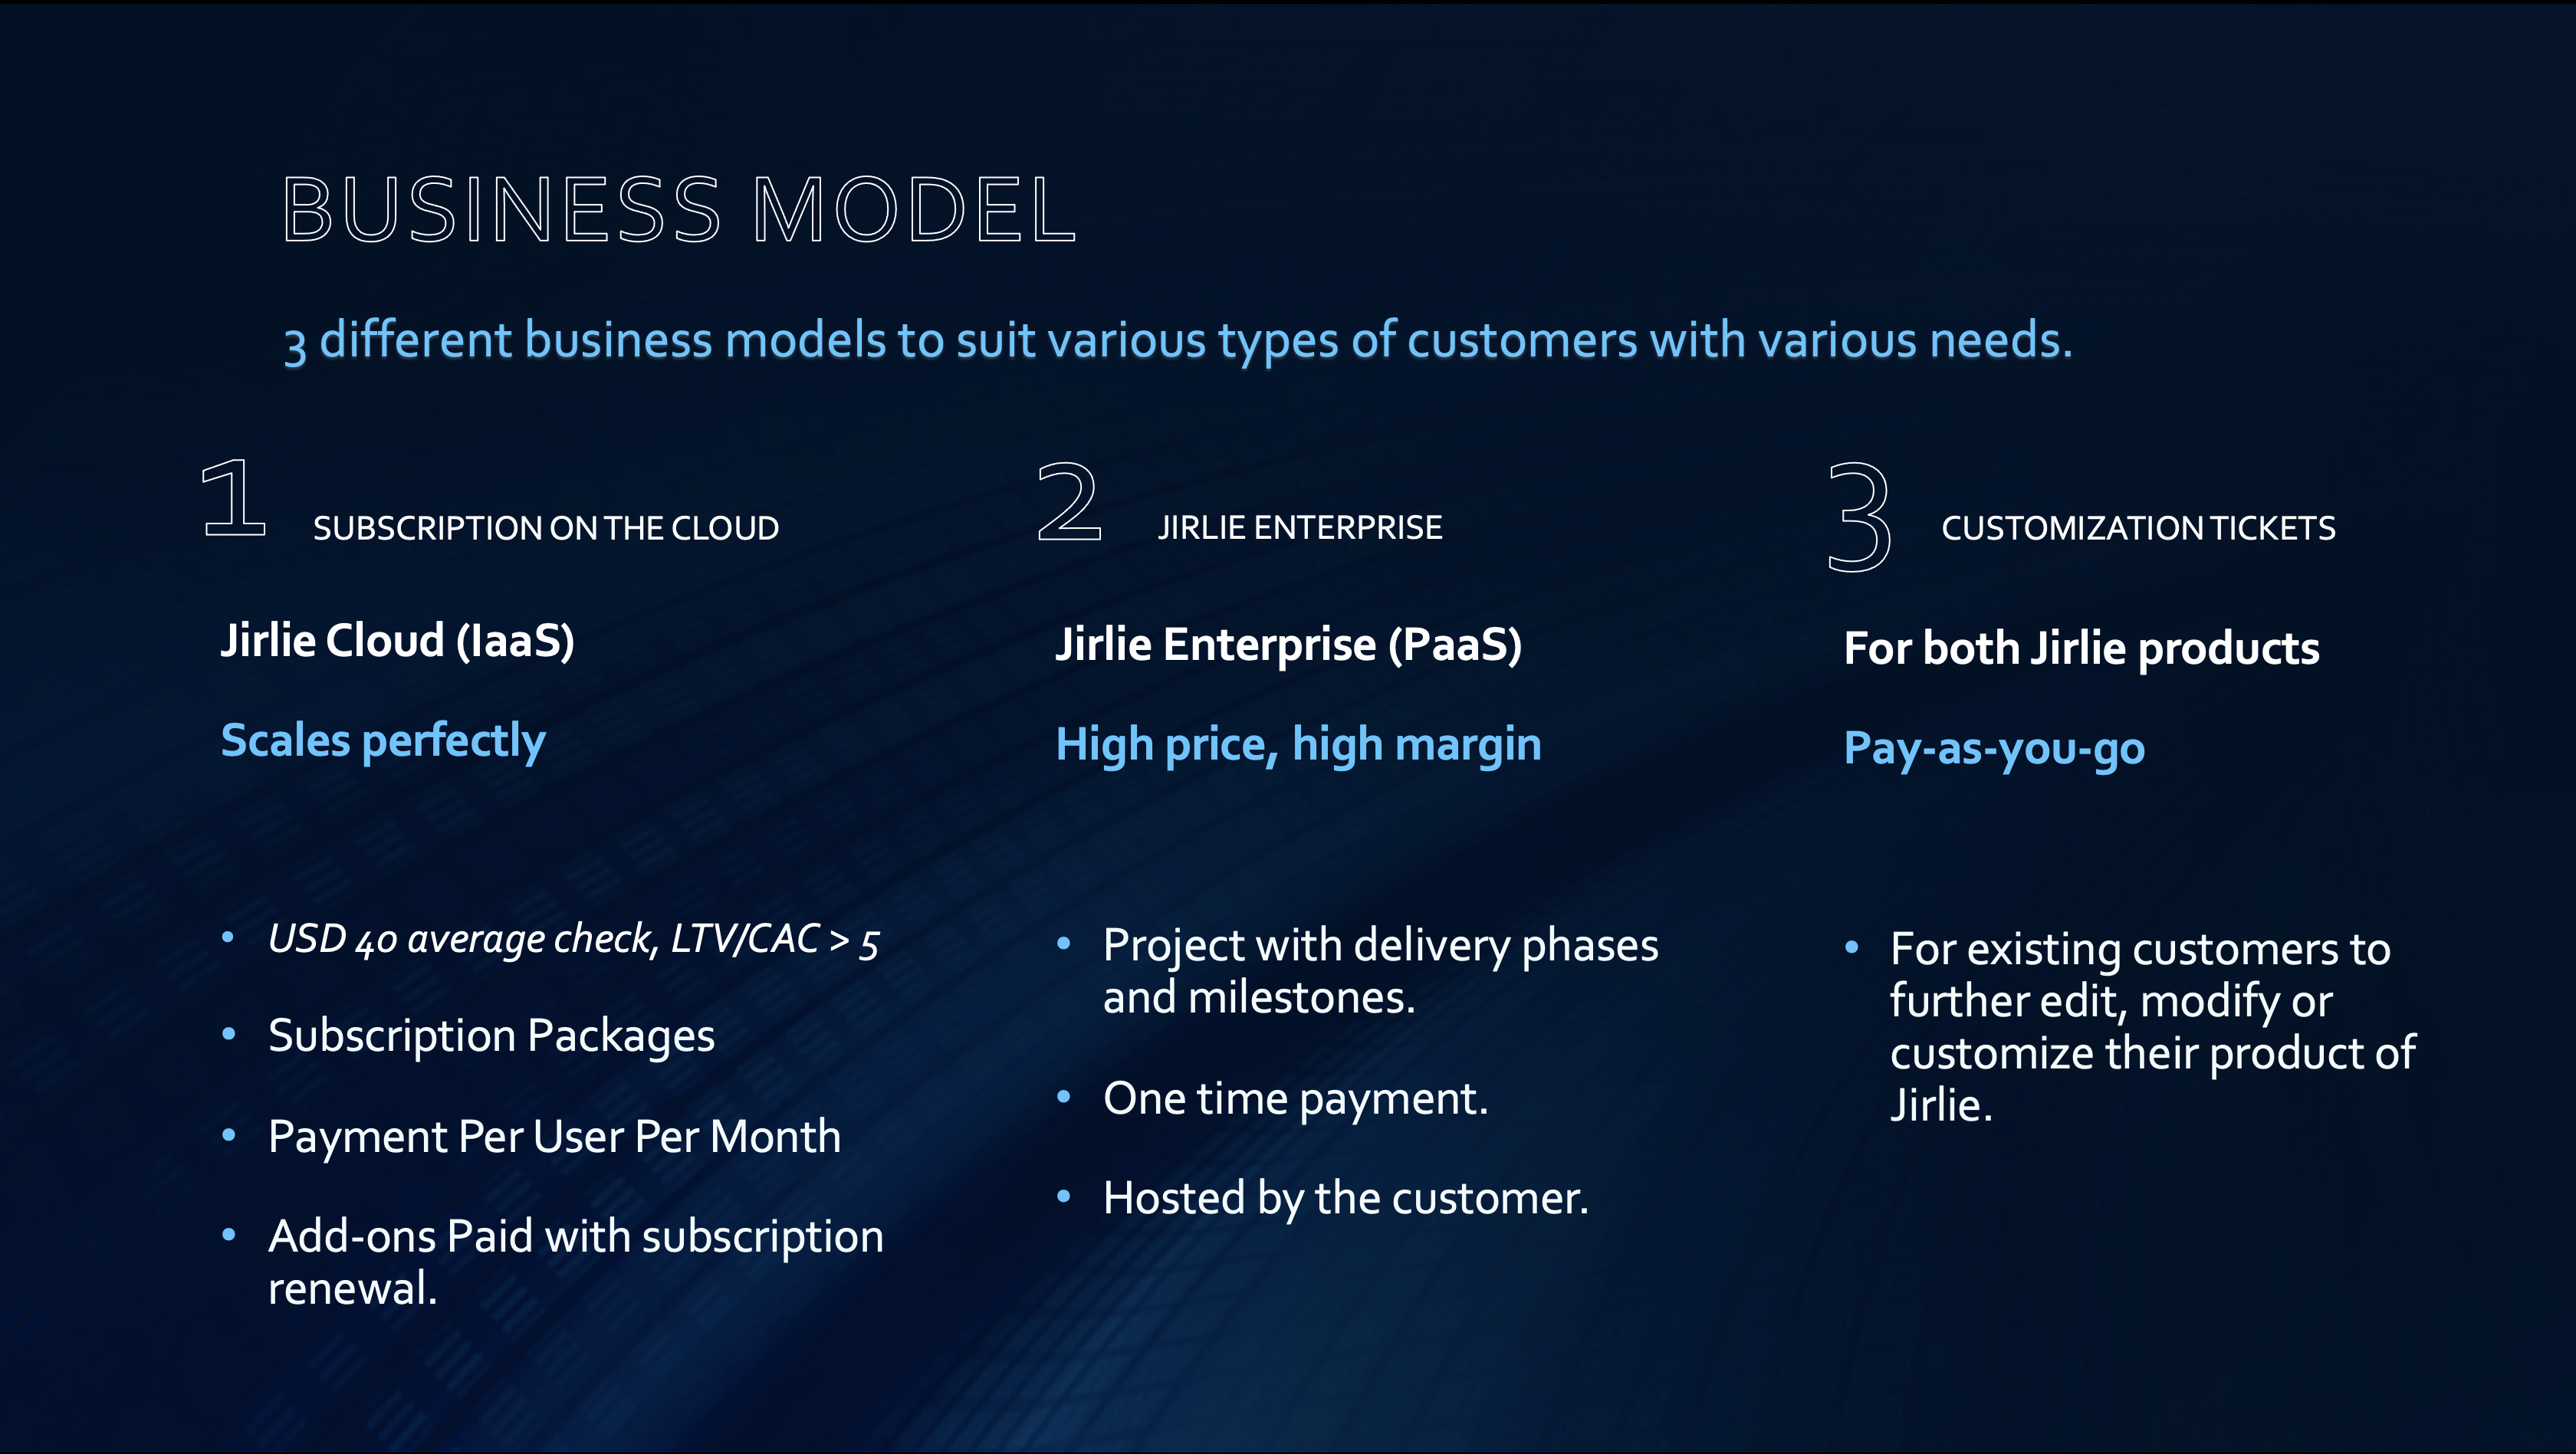 BUSINESS MODEL
3 different business models to suit various types of customers with various needs.
1 SUBSCRIPTION ON THE CLOUD
Jirlie Cloud (IaaS)
Scales perfectly
• USD 40 average check, LTV/CAC > 5
• Subscription Packages
• Payment Per User Per Month
• Add-ons Paid with subscription
renewal.
2 JIRLIE ENTERPRISE
Jirlie Enterprise (PaaS)
High price, high margin
• Project with delivery phases
and milestones.
• One time payment.
• Hosted by the customer.
3 CUSTOMIZATION TICKETS
For both Jirlie products
Pay-as-you-go
• For existing customers to
further edit, modify or
customize their product of
Jirlie.